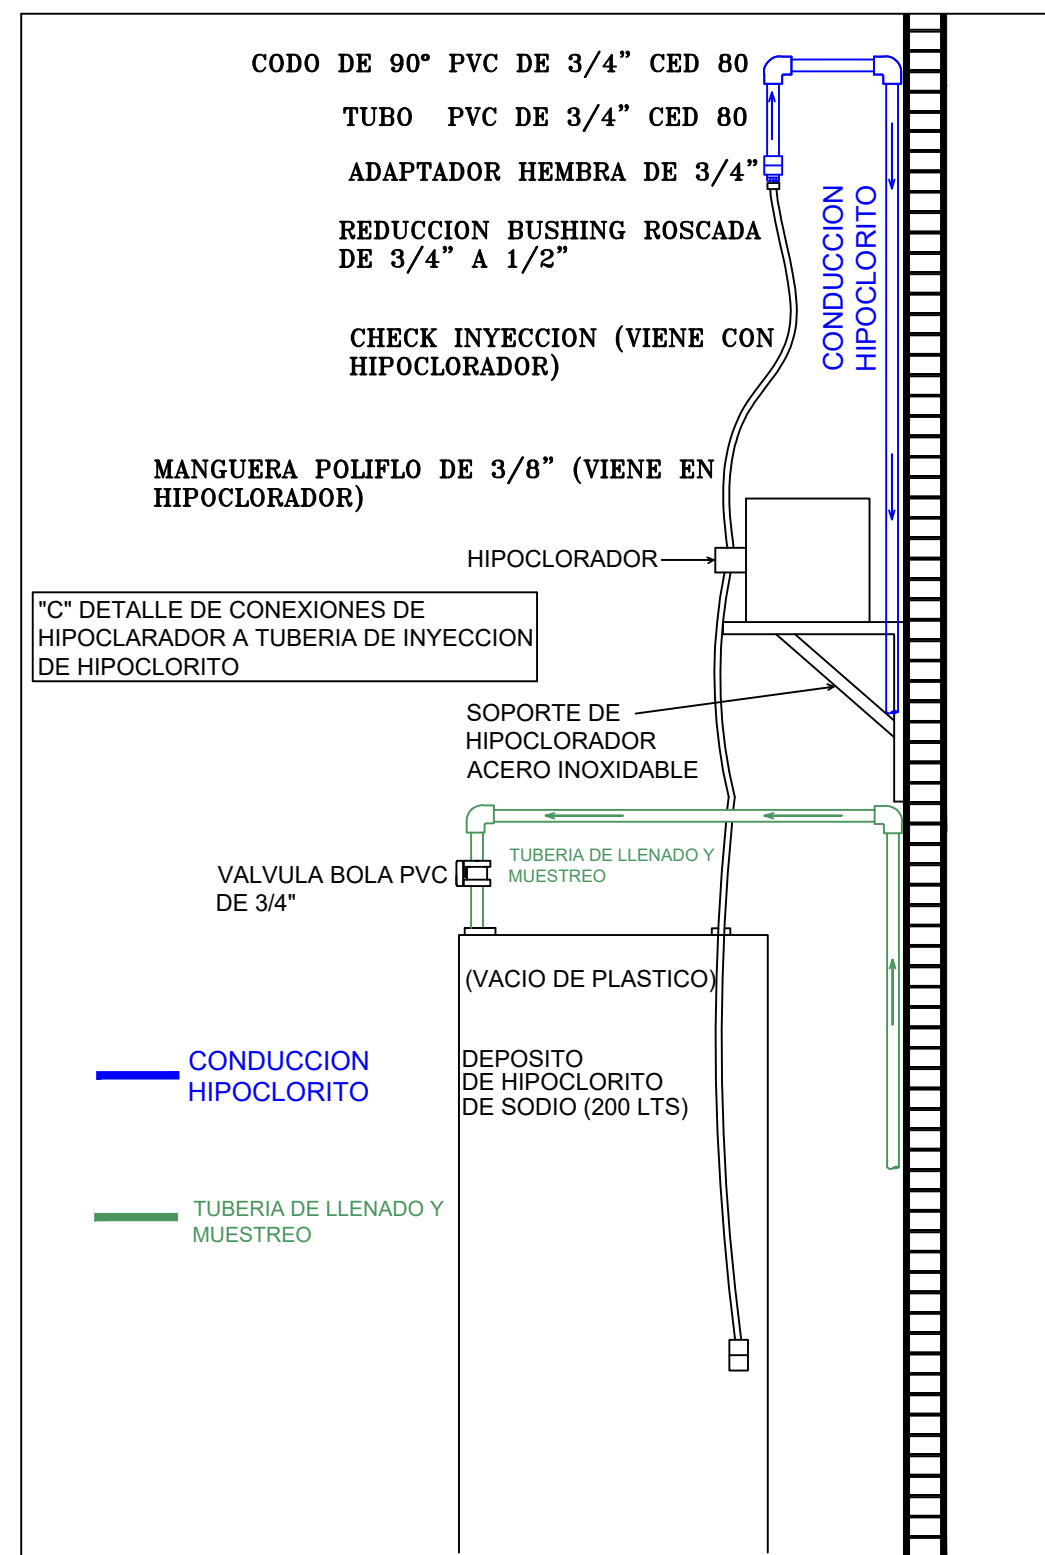 CODO DE 90° PVC DE 3/4" CED 80
TUBO PVC DE 3/4" CED 80
ADAPTADOR HEMBRA DE 3/4"
REDUCCION BUSHING ROSCADA
DE 3/4" A 1/2"
CONDUCCION
HIPOCLORITO
CHECK INYECCION (VIENE CON
HIPOCLORADOR)
MANGUERA POLIFLO DE 3/8" (VIENE EN
HIPOCLORADOR)
HIPOCLORADOR
"C" DETALLE DE CONEXIONES DE
HIPOCLARADOR A TUBERIA DE INYECCION
DE HIPOCLORITO
SOPORTE DE
HIPOCLORADOR
ACERO INOXIDABLE
TUBERIA DE LLENADO Y
MUESTREO
VALVULA BOLA PVC
DE 3/4"
(VACIO DE PLASTICO)
DEPOSITO
DE HIPOCLORITO
DE SODIO (200 LTS)
CONDUCCION
HIPOCLORITO
TUBERIA DE LLENADO Y
MUESTREO